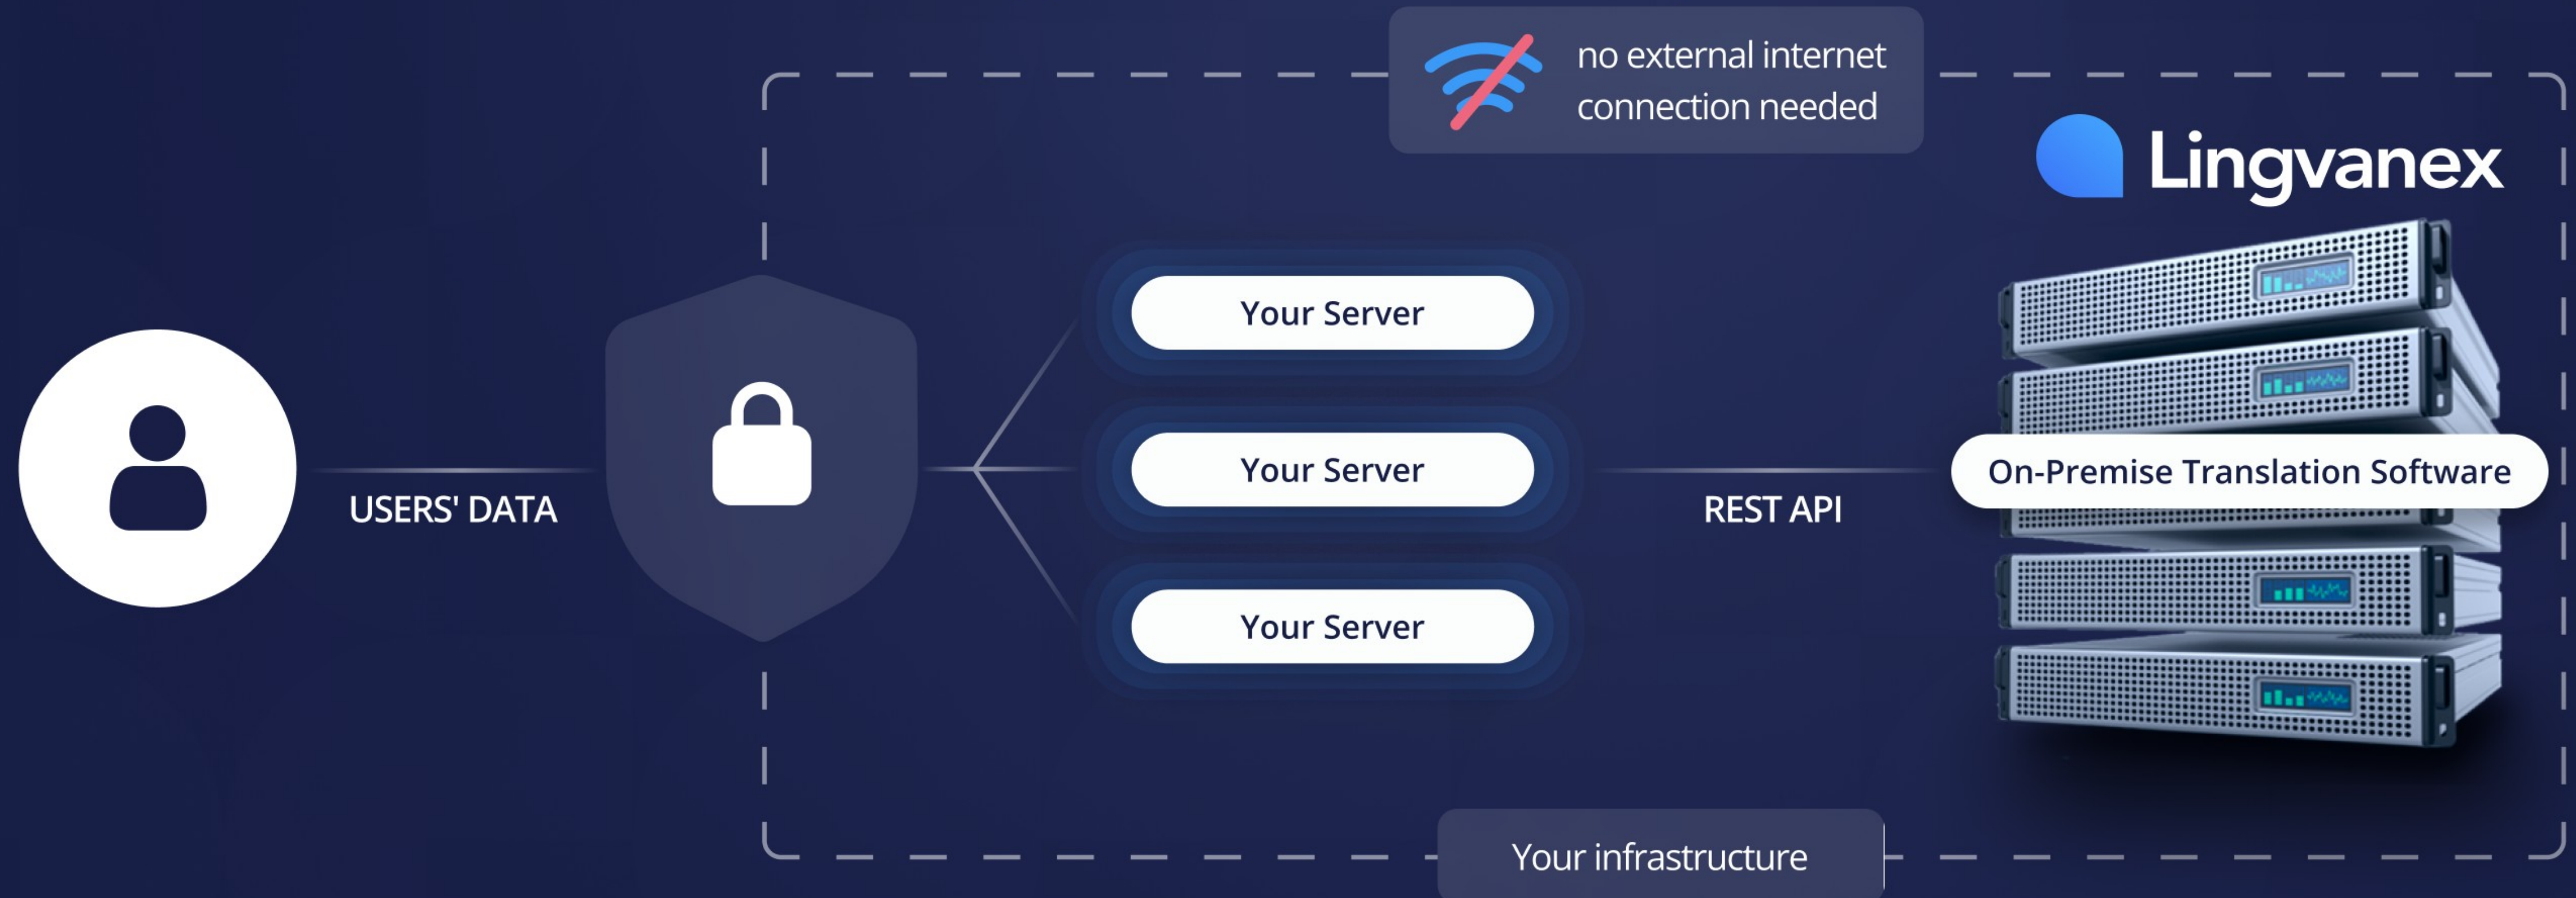 no external internet
connection needed
Lingvanex
Your Server
USERS' DATA
Your Server
REST API
On-Premise Translation Software
Your Server
Your infrastructure